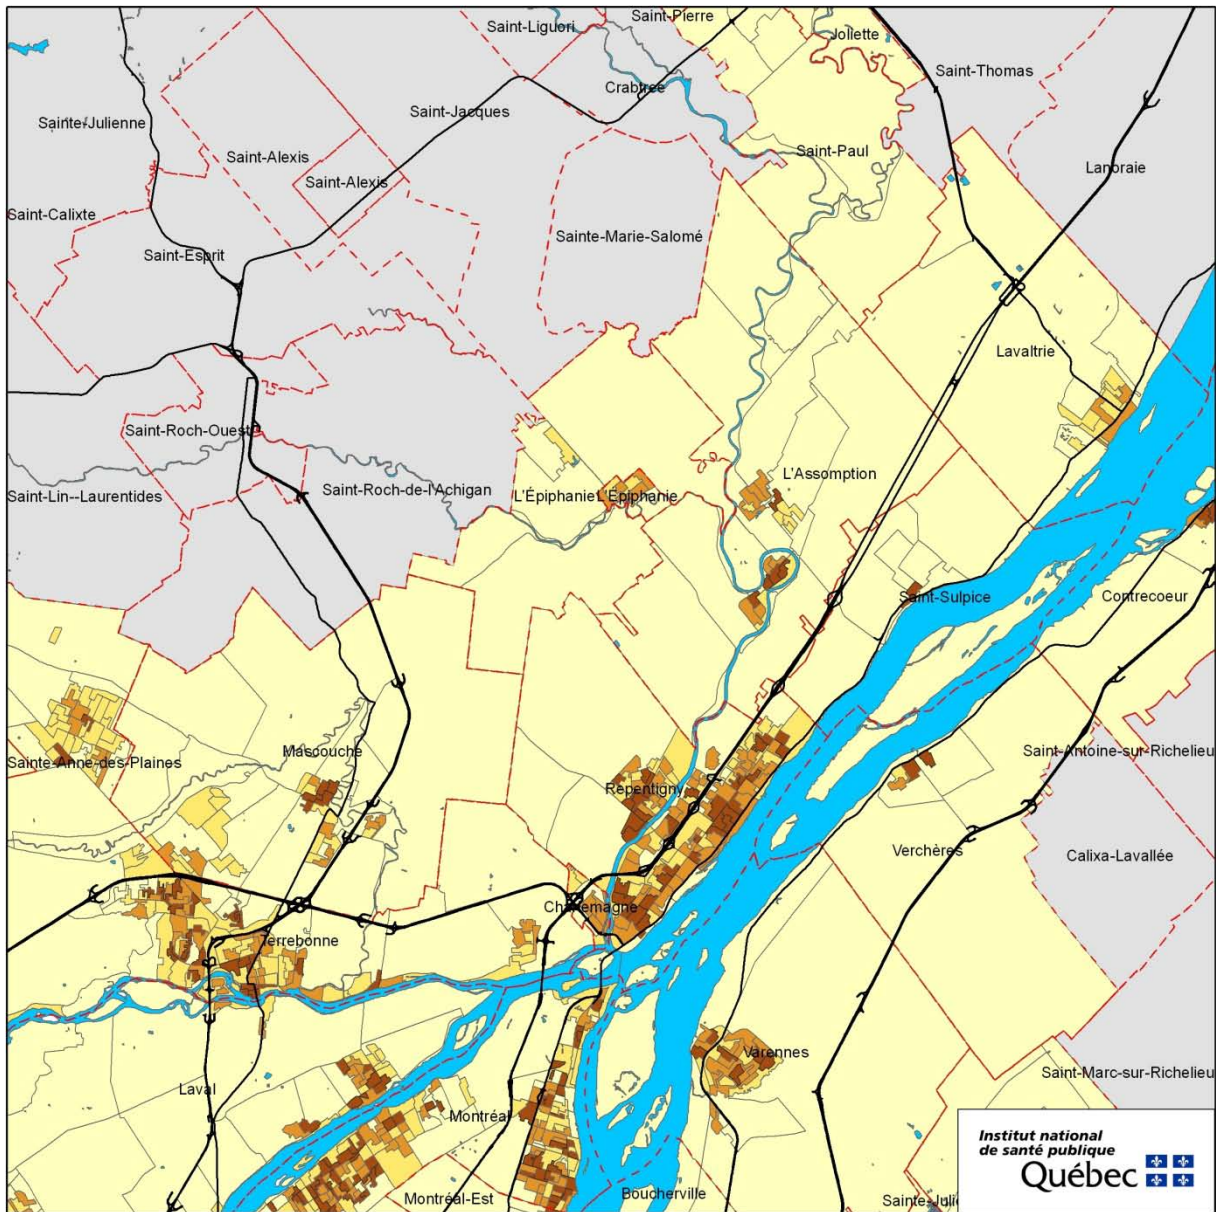 Saint-Pierre
Saint-Liguori
Joliette
Saint-Thomas
Crabtree
Saint-Jacques
Sainte-Julienne
Saint-Paul
Saint-Alexis
Lanoraie
Saint-Alexis
Saint-Calixte
Sainte-Marie-Salomé
Saint-Esprit
Lavaltrie
Saint-Roch-Ouest
L'Assomption
Saint-Lin--Laurentides
Saint-Roch-de-l'Achigan
L'Épiphanie
L'Épiphanie
Saint-Sulpice
Contrecoeur
Mascouche
Saint-Antoine-sur-Richelieu
Sainte-Anne-des-Plaines
Repentigny
Verchères
Calixa-Lavallée
Charlemagne
Terrebonne
Varennes
Saint-Marc-sur-Richelieu
Laval
Montréal
Montréal-Est
Boucherville
Institut national
de santé publique
Québec